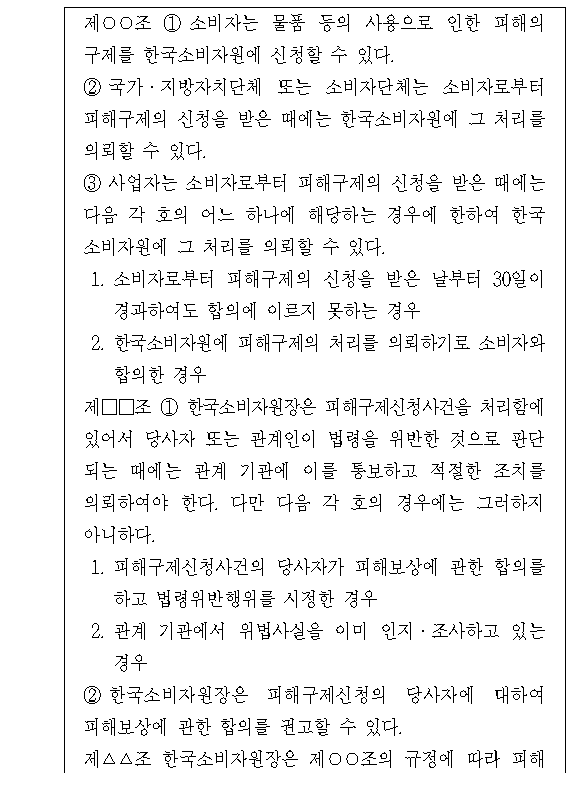 제○○조 ① 소비자는 물품 등의 사용으로 인한 피해의
구제를 한국소비자원에 신청할 수 있다.
② 국가ㆍ지방자치단체 또는 소비자단체는 소비자로부터
피해구제의 신청을 받은 때에는 한국소비자원에 그 처리를
의뢰할 수 있다.
③ 사업자는 소비자로부터 피해구제의 신청을 받은 때에는
다음 각 호의 어느 하나에 해당하는 경우에 한하여 한국
소비자원에 그 처리를 의뢰할 수 있다.
1. 소비자로부터 피해구제의 신청을 받은 날부터 30일이
경과하여도 합의에 이르지 못하는 경우
2. 한국소비자원에 피해구제의 처리를 의뢰하기로 소비자와
합의한 경우
제□□조 ① 한국소비자원장은 피해구제신청사건을 처리함에
있어서 당사자 또는 관계인이 법령을 위반한 것으로 판단
되는 때에는 관계 기관에 이를 통보하고 적절한 조치를
의뢰하여야 한다. 다만 다음 각 호의 경우에는 그러하지
아니하다.
1. 피해구제신청사건의 당사자가 피해보상에 관한 합의를
하고 법령위반행위를 시정한 경우
2. 관계 기관에서 위법사실을 이미 인지ㆍ조사하고 있는
경우
② 한국소비자원장은 피해구제신청의 당사자에 대하여
피해보상에 관한 합의를 권고할 수 있다.
제△△조 한국소비자원장은 제○○조의 규정에 따라 피해